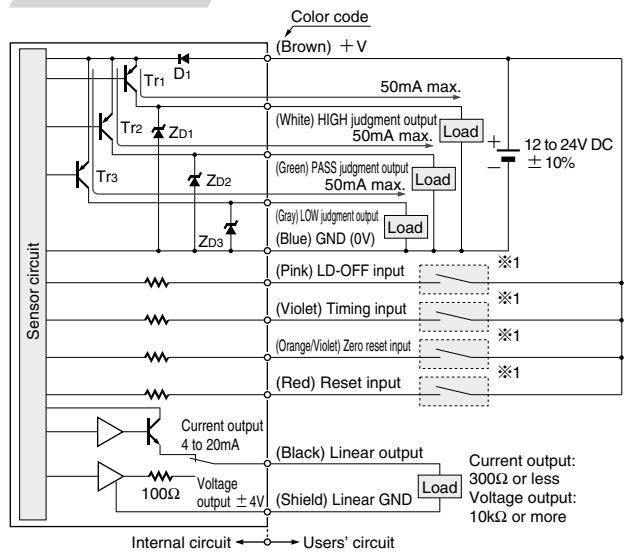 Color code
(Brown) +V
D1
Tr1
50mA max.
(White) HIGH judgment output
Load
Tr2
ZD1
50mA max.
12 to 24V DC
±10%
+
−
(Green) PASS judgment output
Load
Tr3
ZD2
50mA max.
(Gray) LOW judgment output
Load
ZD3
(Blue) GND (0V)
Sensor circuit
(Pink) LD-OFF input
※1
(Violet) Timing input
※1
(Orange/Violet) Zero reset input
※1
(Red) Reset input
※1
Current output
4 to 20mA
(Black) Linear output
Load
Current output:
300Ω or less
Voltage output:
10kΩ or more
100Ω
Voltage
output ±4V
(Shield) Linear GND
Internal circuit
Users' circuit